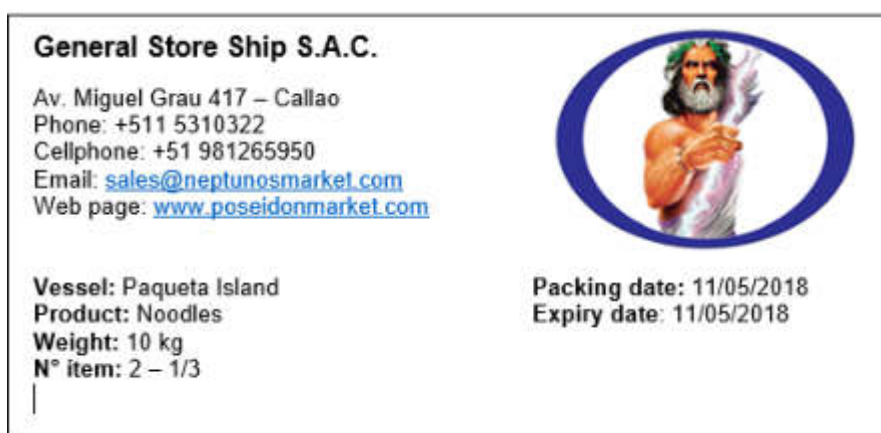 General Store Ship S.A.C.
Av. Miguel Grau 417 – Callao
Phone: +511 5310322
Cellphone: +51 981265950
Email: sales@neptunosmarket.com
Web page: www.poseidonmarket.com
Vessel: Paqueta Island
Product: Noodles
Weight: 10 kg
N° item: 2 – 1/3
Packing date: 11/05/2018
Expiry date: 11/05/2018